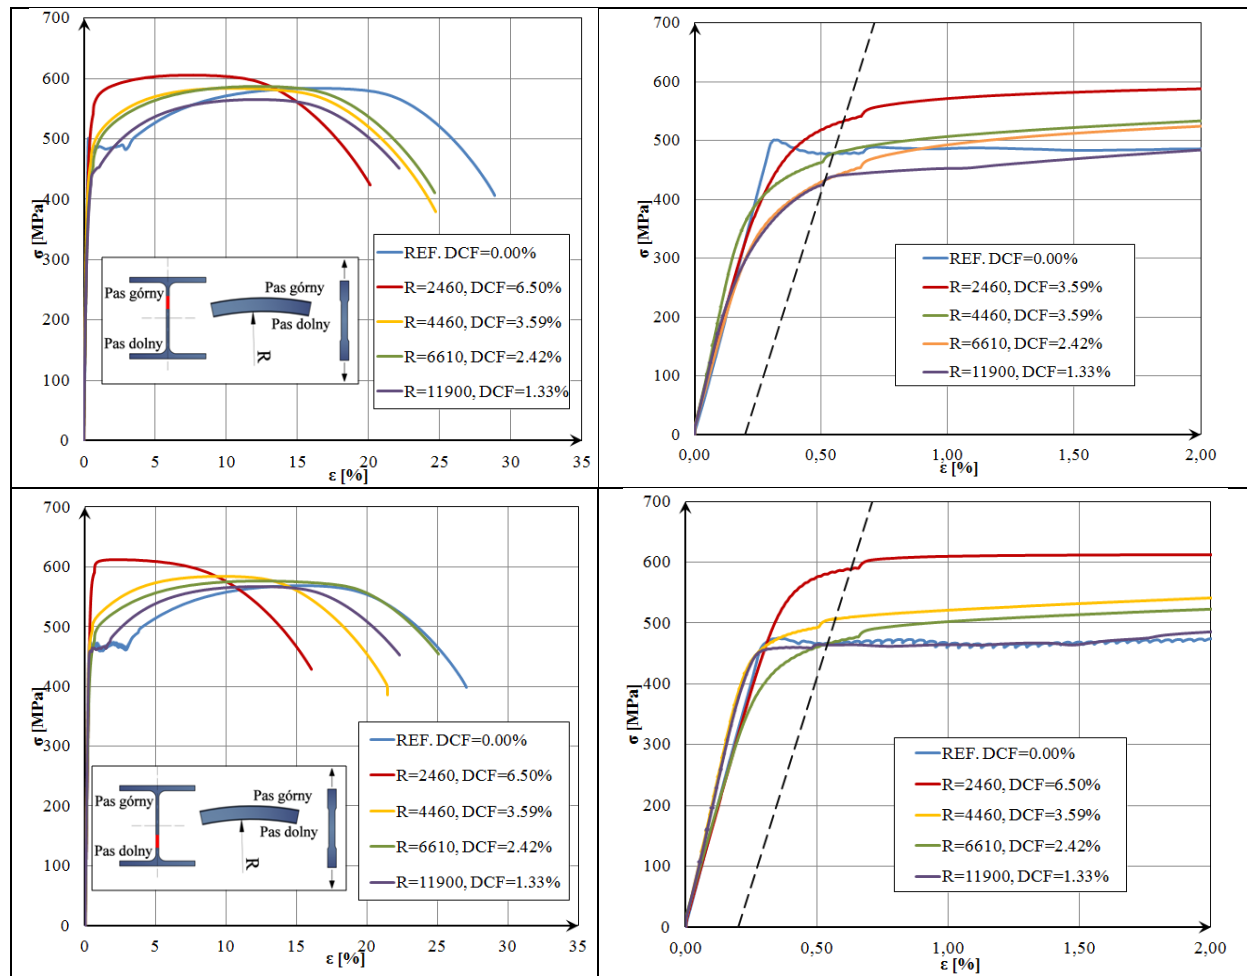 700
600
500
400
300
200
100
0
σ [MPa]
0 5 10 15 20 25 30 35
ε [%]
REF. DCF=0.00%
R=2460, DCF=6.50%
R=4460, DCF=3.59%
R=6610, DCF=2.42%
R=11900, DCF=1.33%
Pas górny
Pas dolny
Pas górny
Pas dolny
R
700
600
500
400
300
200
100
0
σ [MPa]
0,00 0,50 1,00 1,50 2,00
ε [%]
REF. DCF=0.00%
R=2460, DCF=3.59%
R=4460, DCF=3.59%
R=6610, DCF=2.42%
R=11900, DCF=1.33%
700
600
500
400
300
200
100
0
σ [MPa]
0 5 10 15 20 25 30 35
ε [%]
REF. DCF=0.00%
R=2460, DCF=6.50%
R=4460, DCF=3.59%
R=6610, DCF=2.42%
R=11900, DCF=1.33%
Pas górny
Pas dolny
Pas górny
Pas dolny
R
700
600
500
400
300
200
100
0
σ [MPa]
0,00 0,50 1,00 1,50 2,00
ε [%]
REF. DCF=0.00%
R=2460, DCF=6.50%
R=4460, DCF=3.59%
R=6610, DCF=2.42%
R=11900, DCF=1.33%